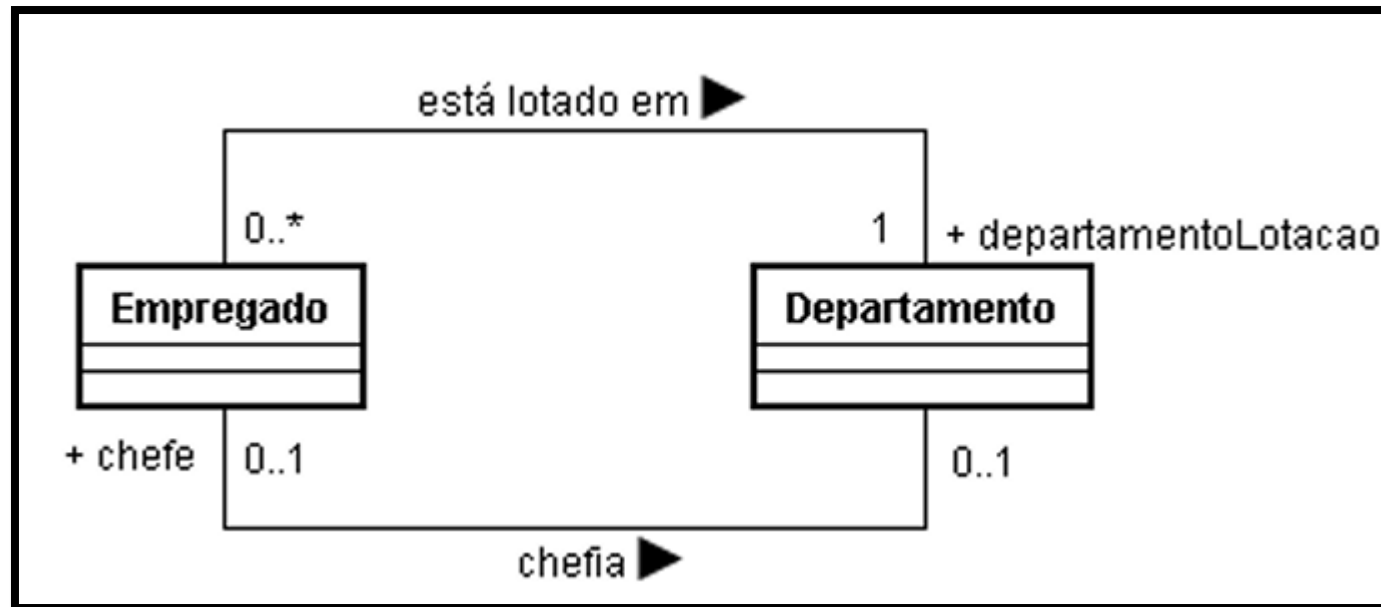 está lotado em ▶
0..*
1
+ departamentoLotacao
Empregado
Departamento
+ chefe
0..1
0..1
chefia ▶